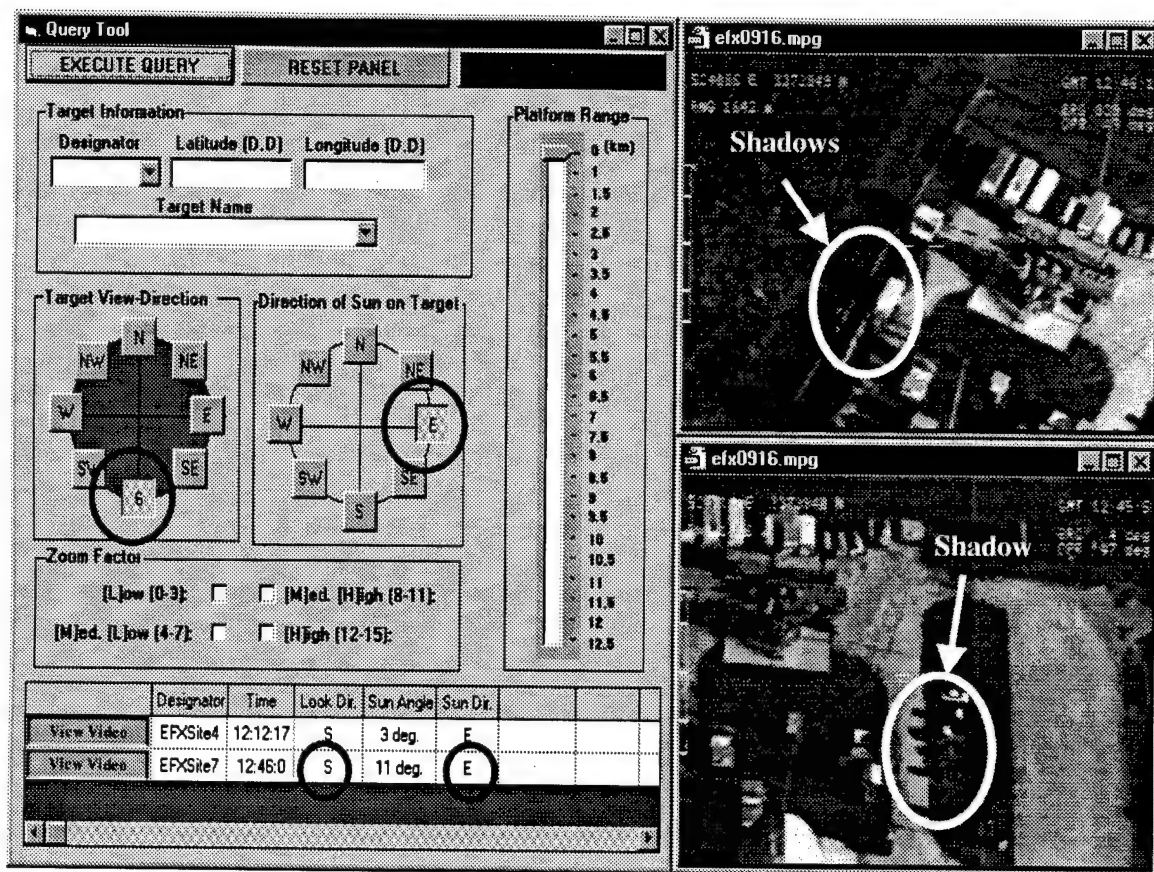 Query Tool
EXECUTE QUERY RESET PANEL
Target Information
Designator Latitude (D.D) Longitude (D.D)
Target Name
Platform Range
0 (km)
1
1.5
2
2.5
3
3.5
4
4.5
5
5.5
6
6.5
7
7.5
8
8.5
9
9.5
10
10.5
11
11.5
12
12.5
Target View-Direction
N
NW NE
W E
SW SE
S
Direction of Sun on Target
N
NW NE
W E
SW SE
S
Zoom Factor
[L]ow (0-3): [M]ed. [H]igh (8-11):
[M]ed. [L]ow (4-7): [H]igh (12-15):
Designator Time Look Dir. Sun Angle Sun Dir.
View Video EFXSite4 12:12:17 S 3 deg. E
View Video EFXSite7 12:46:0 S 11 deg. E
efx0916.mpg
Shadows
efx0916.mpg
Shadow